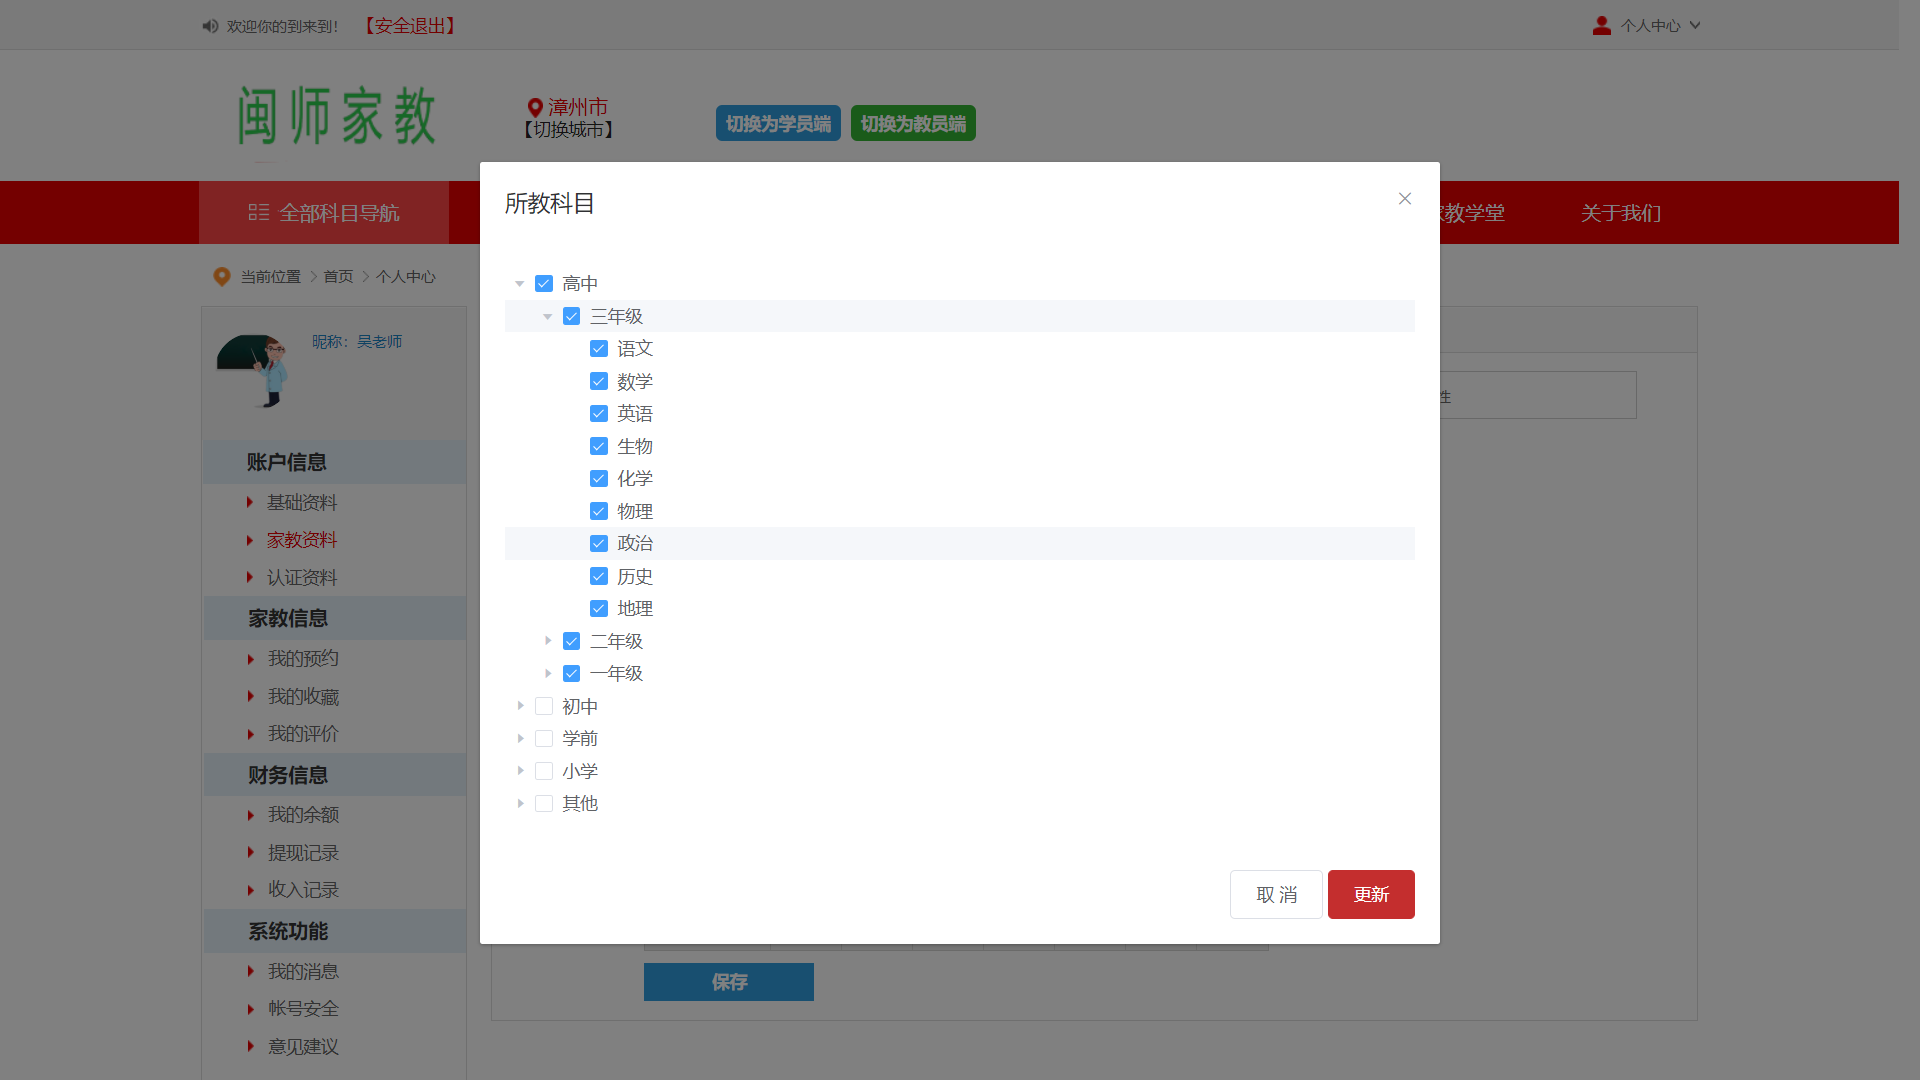 欢迎你的到来到!
【安全退出】
个人中心
闽师家教
漳州市
【切换城市】
切换为学员端
切换为教员端
全部科目导航
教学堂
关于我们
当前位置
首页
个人中心
昵称：吴老师
账户信息
基础资料
家教资料
认证资料
家教信息
我的预约
我的收藏
我的评价
财务信息
我的余额
提现记录
收入记录
系统功能
我的消息
帐号安全
意见建议
所教科目
高中
三年级
语文
数学
英语
生物
化学
物理
政治
历史
地理
二年级
一年级
初中
学前
小学
其他
取 消
更新
性
保存